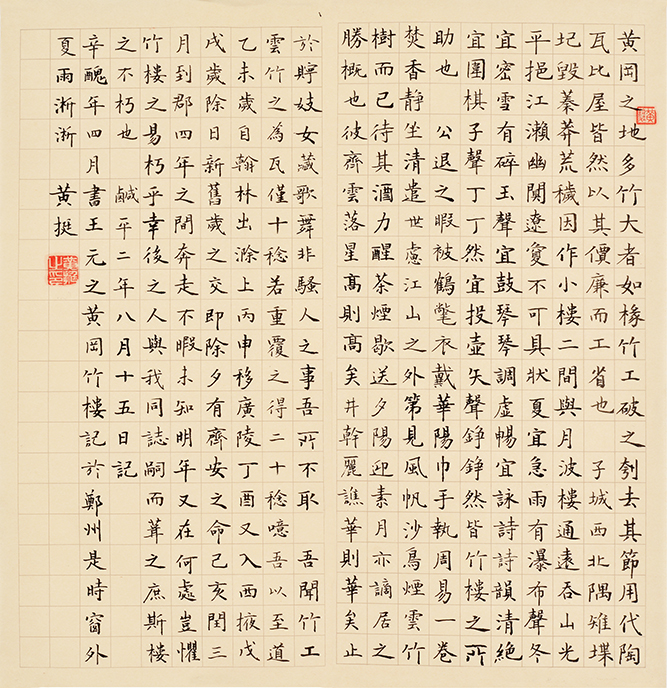 黄岡之地多竹大者如椽竹工破之刳去其節用代陶
瓦比屋皆然以其價廉而工省也 子城西北隅雉堞
圮毀蓁莽荒穢因作小樓二間與月波樓通遠吞山光
平挹江瀨幽闃遼敻不可具狀夏宜急雨有瀑布聲冬
宜密雪有碎玉聲宜鼓琴琴調虛暢宜詠詩詩韻清絕
宜圍棋子聲丁丁然宜投壺矢聲錚錚然皆竹樓之所
助也 公退之暇被鶴氅衣戴華陽巾手執周易一卷
焚香靜坐清遣世慮江山之外第見風帆沙鳥煙雲竹
樹而已待其酒力醒茶煙歇送夕陽迎素月亦謫居之
勝概也彼齊雲落星高則高矣井幹麗譙華則華矣止
於貯妓女藏歌舞非騷人之事吾所不取 吾聞竹工
雲竹之為瓦僅十稔若重覆之得二十稔噫吾以至道
乙未歲自翰林出滁上丙申移廣陵丁酉又入西掖戊
戌歲除日新舊歲之交即除夕有齊安之命己亥閏三
月到郡四年之間奔走不暇未知明年又在何處豈懼
竹樓之易朽乎幸後之人與我同誌嗣而葺之庶斯樓
之不朽也 鹹平二年八月十五日記
辛醜年四月書王元之黄岡竹樓記於鄭州是時窗外
夏雨淅淅 黄挺